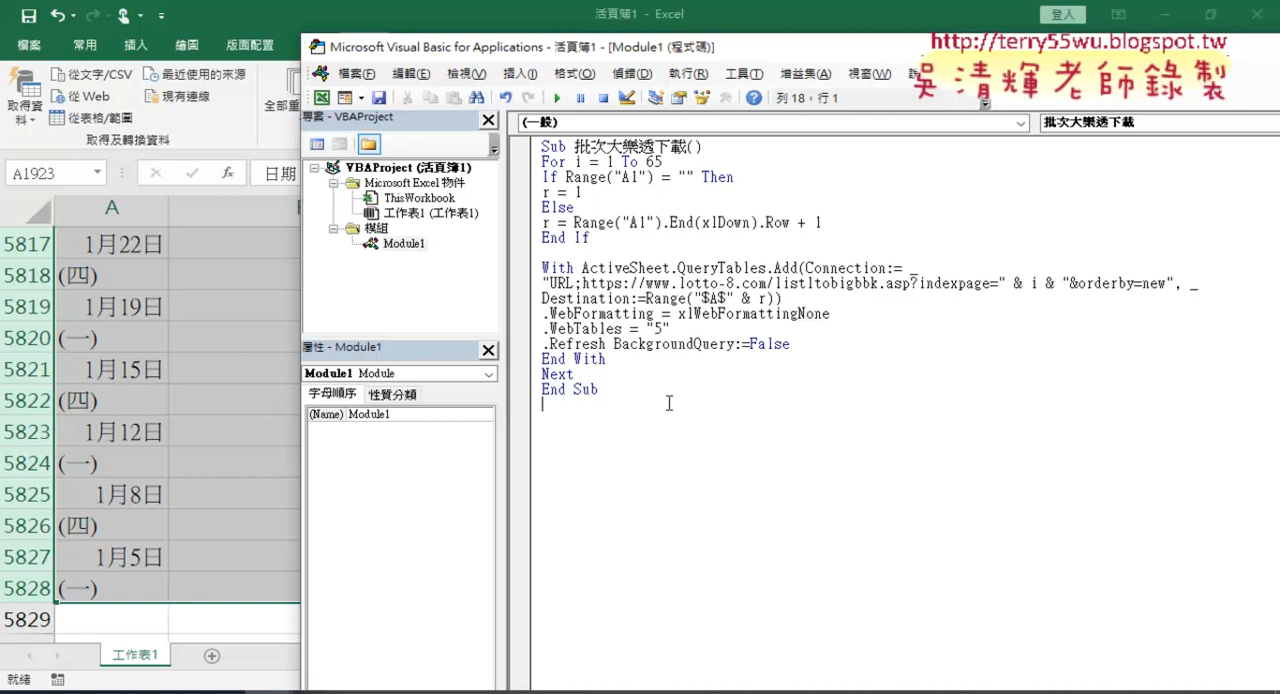 活頁簿1 - Excel
登入
檔案 常用 插入 繪圖 版面配置
http://terry55wu.blogspot.tw
吳清輝老師錄製
取得資料
從文字/CSV
從 Web
從表格/範圍
最近使用的來源
現有連線
全部重
取得及轉換資料
A1923
fx
日期
A
5817 1月22日
5818 (四)
5819 1月19日
5820 (一)
5821 1月15日
5822 (四)
5823 1月12日
5824 (一)
5825 1月8日
5826 (四)
5827 1月5日
5828 (一)
5829
工作表1
就緒
Microsoft Visual Basic for Applications - 活頁簿1 - [Module1 (程式碼)]
檔案(F) 編輯(E) 檢視(V) 插入(I) 格式(O) 偵錯(D) 執行(R) 工具(T) 增益集(A) 視窗(W)
列 18，行 1
專案 - VBAProject
VBAProject (活頁簿1)
Microsoft Excel 物件
ThisWorkbook
工作表1 (工作表1)
模組
Module1
屬性 - Module1
Module1 Module
字母順序 性質分類
(Name) Module1
(一般)
批次大樂透下載
Sub 批次大樂透下載()
For i = 1 To 65
If Range("A1") = "" Then
r = 1
Else
r = Range("A1").End(xlDown).Row + 1
End If
With ActiveSheet.QueryTables.Add(Connection:= _
"URL;https://www.lotto-8.com/listltobigbbk.asp?indexpage=" & i & "&orderby=new", _
Destination:=Range("$A$" & r))
.WebFormatting = xlWebFormattingNone
.WebTables = "5"
.Refresh BackgroundQuery:=False
End With
Next
End Sub